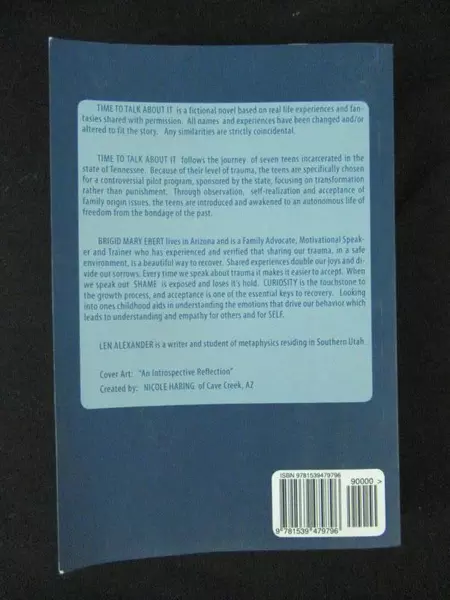 TIME TO TALK ABOUT IT is a fictional novel based on real life experiences and fan-
tasies shared with permission. All names and experiences have been changed and/or
altered to fit the story. Any similarities are strictly coincidental.
TIME TO TALK ABOUT IT follows the journey of seven teens incarcerated in the
state of Tennessee. Because of their level of trauma, the teens are specifically chosen
for a controversial pilot program, sponsored by the state, focusing on transformation
rather than punishment. Through observation, self-realization and acceptance of
family origin issues, the teens are introduced and awakened to an autonomous life of
freedom from the bondage of the past.
BRIGID MARY EBERT lives in Arizona and is a Family Advocate, Motivational Speak-
er and Trainer who has experienced and verified that sharing our trauma, in a safe
environment, is a beautiful way to recover. Shared experiences double our joys and di-
vide our sorrows. Every time we speak about trauma it makes it easier to accept. When
we speak out SHAME is exposed and loses it's hold. CURIOSITY is the touchstone to
the growth process, and acceptance is one of the essential keys to recovery. Looking
into ones childhood aids in understanding the emotions that drive our behavior which
leads to understanding and empathy for others and for SELF.
LEN ALEXANDER is a writer and student of metaphysics residing in Southern Utah
Cover Art: "An Introspective Reflection"
Created by: NICOLE HARING of Cave Creek, AZ
ISBN 9781539479796
90000 >
9 781539 479796